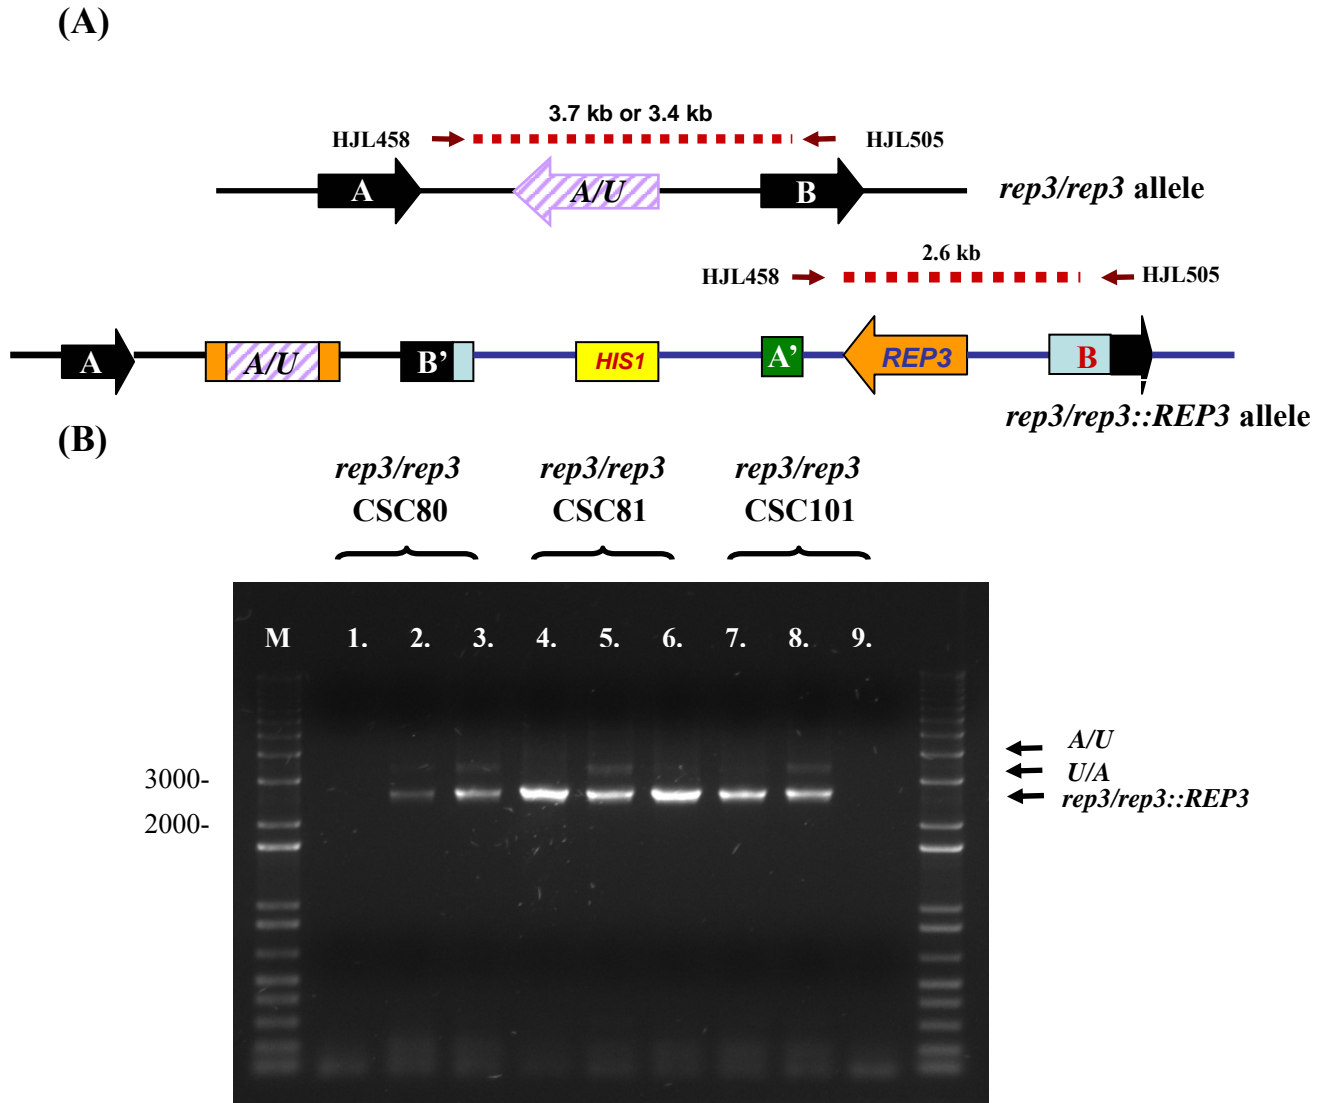 (A)
3.7 kb or 3.4 kb
HJL458
HJL505
A
A/U
B
rep3/rep3 allele
2.6 kb
HJL458
HJL505
A
A/U
B’
HIS1
A’
REP3
B
rep3/rep3::REP3 allele
(B)
rep3/rep3 rep3/rep3 rep3/rep3
CSC80 CSC81 CSC101
M 1. 2. 3. 4. 5. 6. 7. 8. 9.
A/U
3000-
U/A
rep3/rep3::REP3
2000-